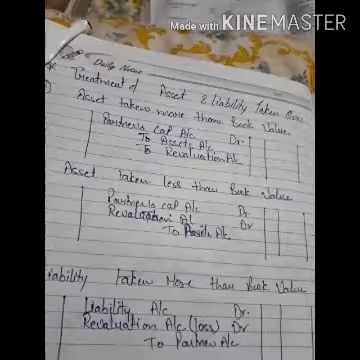 Made with KINEMASTER
Daily Notes
Treatment of Asset & Liability Taken Over
Asset taken more than Book Value
Partner's cap A/c Dr.
To Assets A/c
To Revaluation A/c
Asset taken less than Book Value
Partner's cap A/c Dr.
Revaluation A/c Dr
To Assets A/c
Liability taken More than Book Value
Liability A/c Dr.
Revaluation A/c (loss) Dr
To Partner A/c